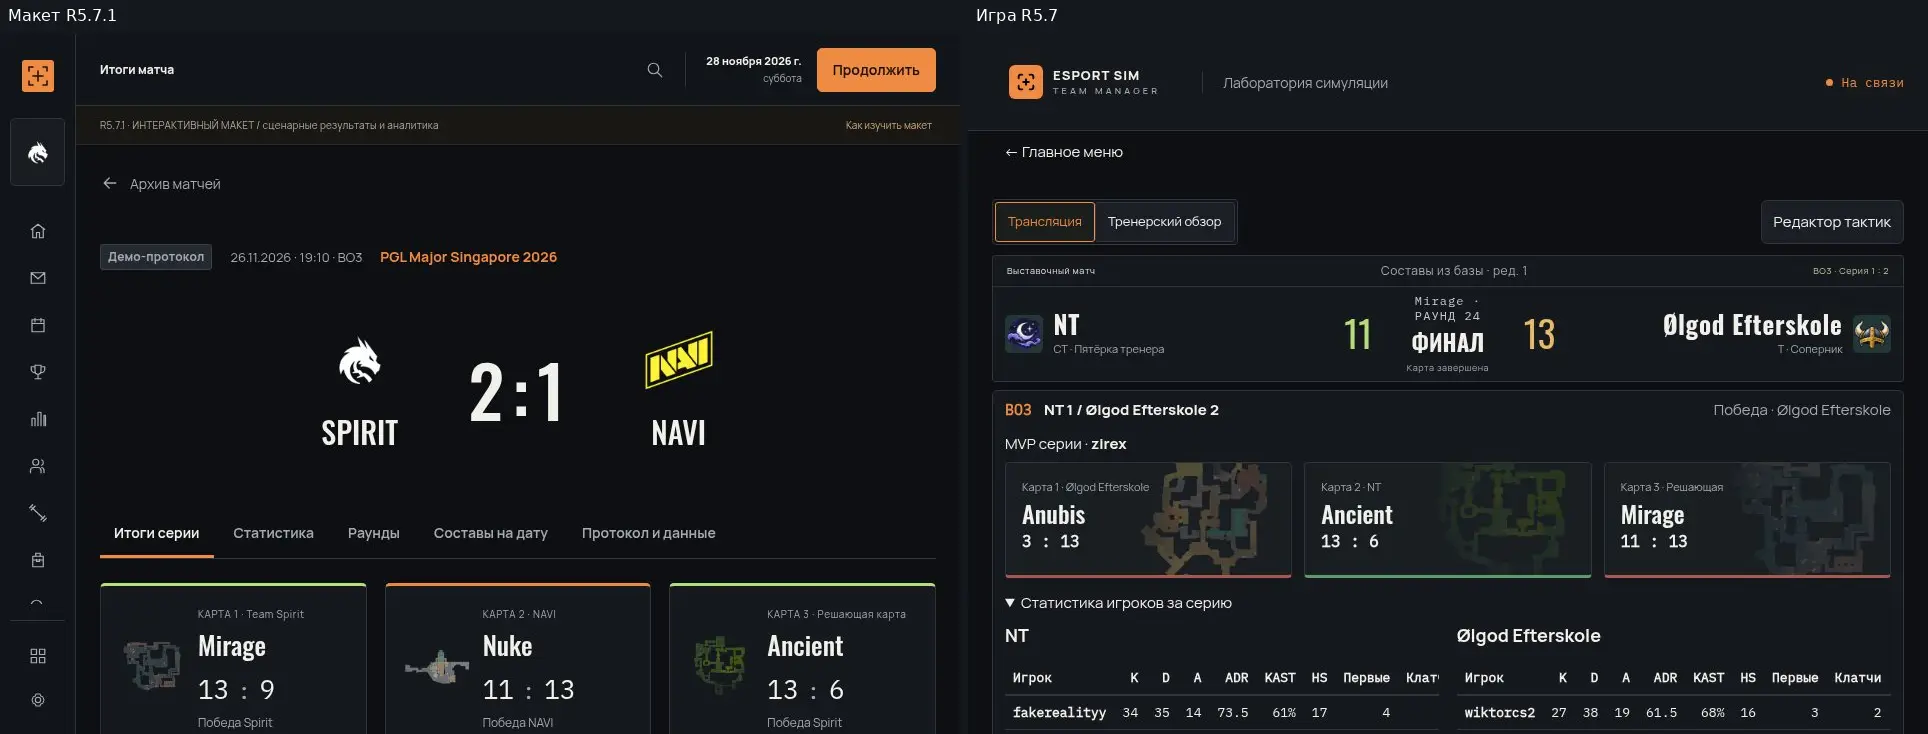 Макет R5.7.1
Итоги матча
28 ноября 2026 г.
суббота
Продолжить
R5.7.1 · ИНТЕРАКТИВНЫЙ МАКЕТ / сценарные результаты и аналитика
Как изучить макет
← Архив матчей
Демо-протокол
26.11.2026 · 19:10 · BO3
PGL Major Singapore 2026
SPIRIT
2:1
NAVI
NAVI
Итоги серии
Статистика
Раунды
Составы на дату
Протокол и данные
КАРТА 1 · Team Spirit
Mirage
13 : 9
Победа Spirit
КАРТА 2 · NAVI
Nuke
11 : 13
Победа NAVI
КАРТА 3 · Решающая карта
Ancient
13 : 6
Победа Spirit
Игра R5.7
ESPORT SIM
TEAM MANAGER
Лаборатория симуляции
На связи
← Главное меню
Трансляция
Тренерский обзор
Редактор тактик
Выставочный матч
Составы из базы · ред. 1
BO3 · Серия 1 : 2
NT
CT · Пятёрка тренера
11
Mirage ·
РАУНД 24
ФИНАЛ
Карта завершена
13
Ølgod Efterskole
T · Соперник
BO3 NT 1 / Ølgod Efterskole 2
Победа · Ølgod Efterskole
MVP серии · zirex
Карта 1 · Ølgod Efterskole
Anubis
3 : 13
Карта 2 · NT
Ancient
13 : 6
Карта 3 · Решающая
Mirage
11 : 13
▼ Статистика игроков за серию
NT
Игрок K D A ADR KAST HS Первые Клатч
fakerealityy 34 35 14 73.5 61% 17 4
Ølgod Efterskole
Игрок K D A ADR KAST HS Первые Клатчи
wiktorcs2 27 38 19 61.5 68% 16 3 2